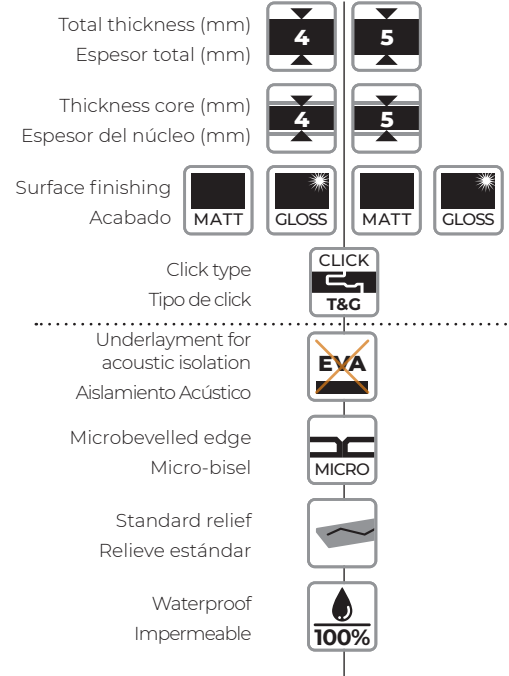 Total thickness (mm)
Espesor total (mm)
4
5
Thickness core (mm)
Espesor del núcleo (mm)
4
5
Surface finishing
Acabado
MATT
GLOSS
MATT
GLOSS
Click type
Tipo de click
CLICK
T&G
Underlayment for
acoustic isolation
Aislamiento Acústico
EVA
Microbevelled edge
Micro-bisel
MICRO
Standard relief
Relieve estándar
Waterproof
Impermeable
100%